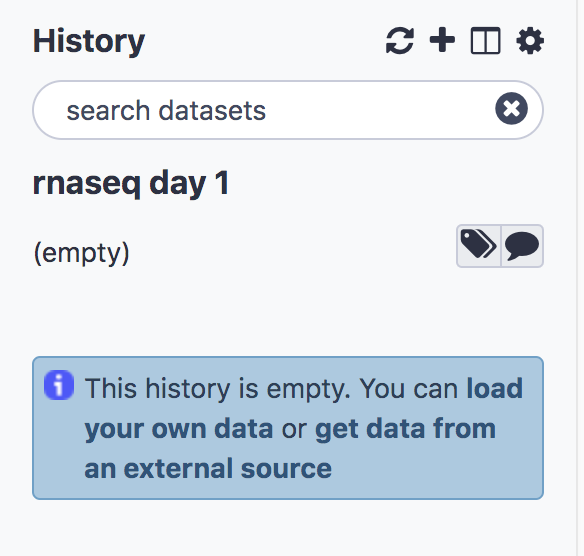 History
search datasets
rnaseq day 1
(empty)
This history is empty. You can load
your own data or get data from
an external source